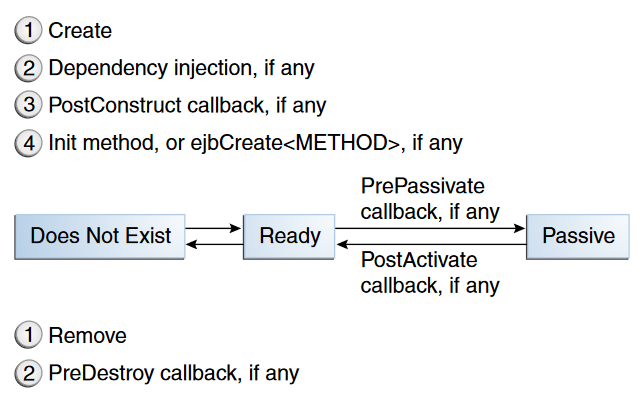 1 Create
2 Dependency injection, if any
3 PostConstruct callback, if any
4 Init method, or ejbCreate<METHOD>, if any
Does Not Exist
Ready
PrePassivate
callback, if any
PostActivate
callback, if any
Passive
1 Remove
2 PreDestroy callback, if any